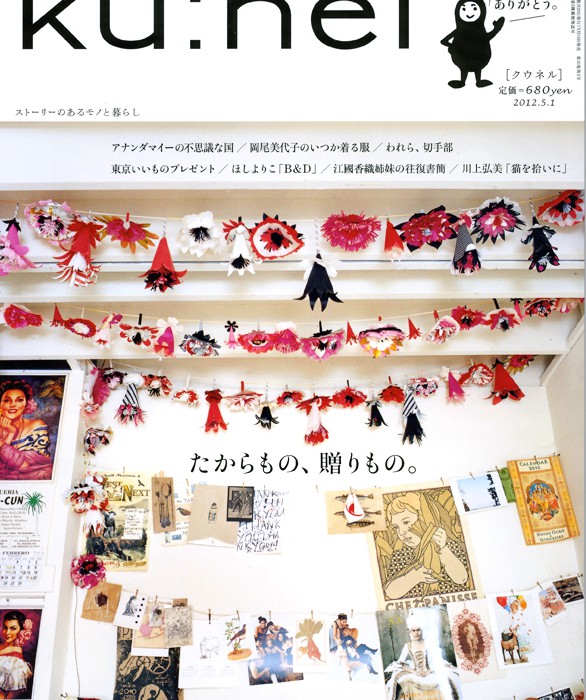 ku:nel
「ありがとう。
[クウネル]
定価=680yen
2012.5.1
ストーリーのあるモノと暮らし
アナンダマイーの不思議な国／岡尾美代子のいつか着る服／われら、切手部
東京いいものプレゼント／ほしよりこ「B&D」／江國香織姉妹の往復書簡／川上弘美「猫を拾いに」
たからもの、贈りもの。
CALENDAR
NEXT
-CUN
FEBRERO
CHEZ PANISSE